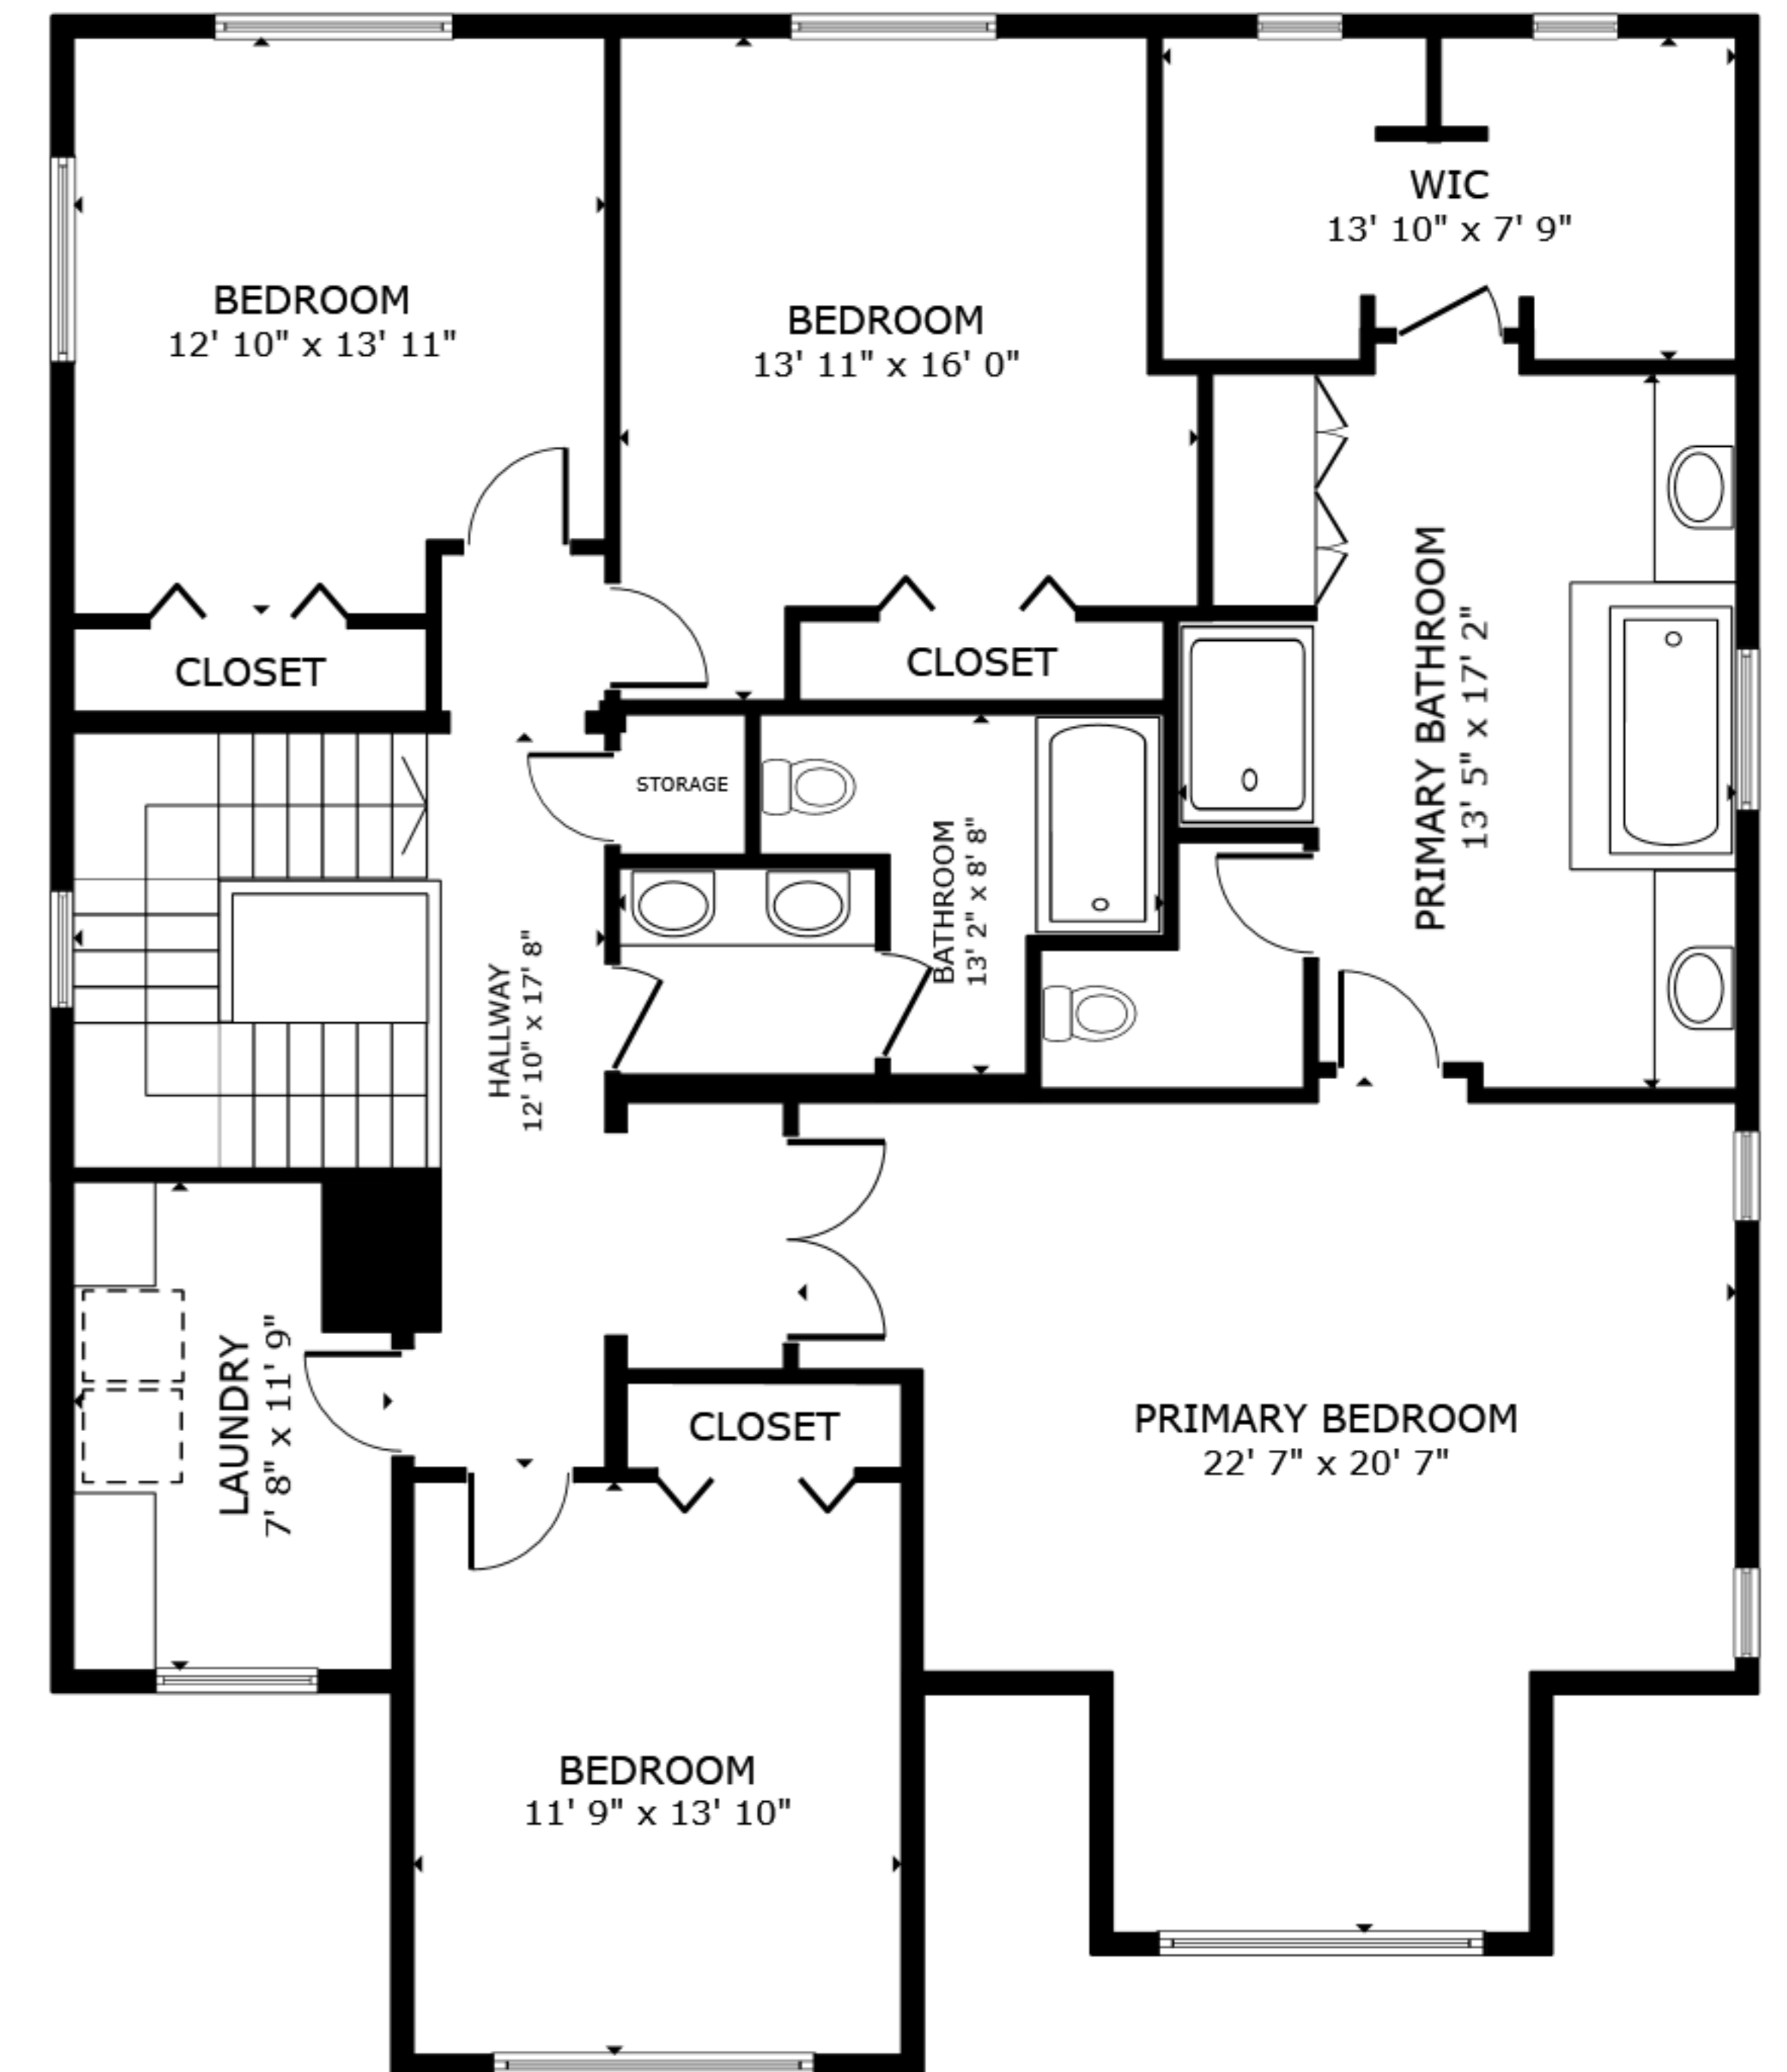 WIC
13' 10" x 7' 9"
BEDROOM
12' 10" x 13' 11"
BEDROOM
13' 11" x 16' 0"
CLOSET
CLOSET
STORAGE
BATHROOM
13' 2" x 8' 8"
PRIMARY BATHROOM
13' 5" x 17' 2"
HALLWAY
12' 10" x 17' 8"
LAUNDRY
7' 8" x 11' 9"
CLOSET
PRIMARY BEDROOM
22' 7" x 20' 7"
BEDROOM
11' 9" x 13' 10"